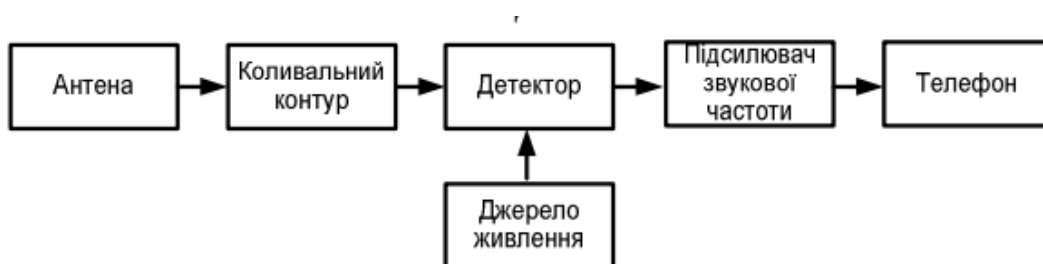 Антена
Коливальний
контур
Детектор
Підсилювач
звукової
частоти
Телефон
Джерело
живлення